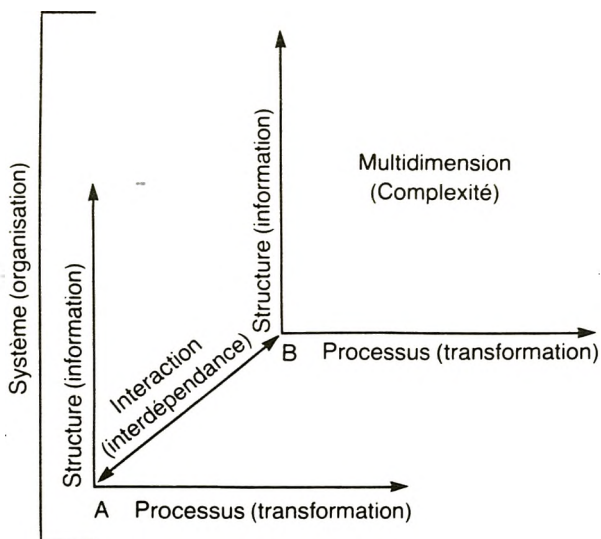 Système (organisation)
Structure (information)
Structure (information)
Multidimension
(Complexité)
Interaction
(interdépendance)
B Processus (transformation)
A Processus (transformation)